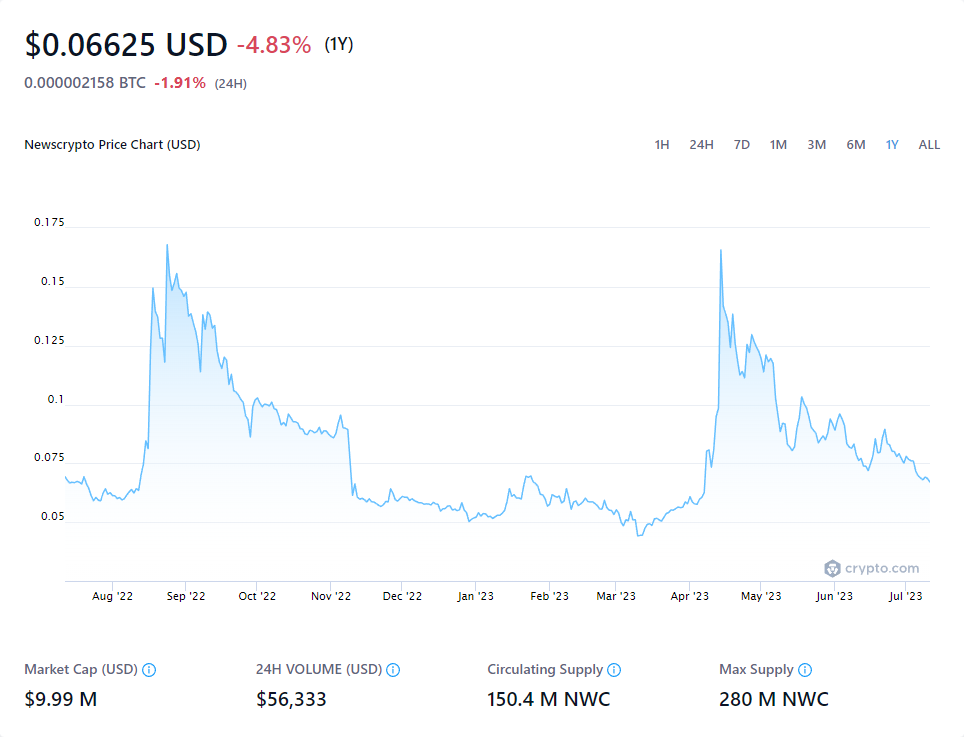 $0.06625 USD -4.83% (1Y)
0.000002158 BTC -1.91% (24H)
Newscrypto Price Chart (USD) 1H 24H 7D 1M 3M 6M 1Y ALL
0.175
0.15
0.125
0.1
0.075
0.05
crypto.com
Aug '22 Sep '22 Oct '22 Nov '22 Dec '22 Jan '23 Feb '23 Mar '23 Apr '23 May '23 Jun '23 Jul '23
Market Cap (USD) 24H VOLUME (USD) Circulating Supply Max Supply
$9.99 M $56,333 150.4 M NWC 280 M NWC